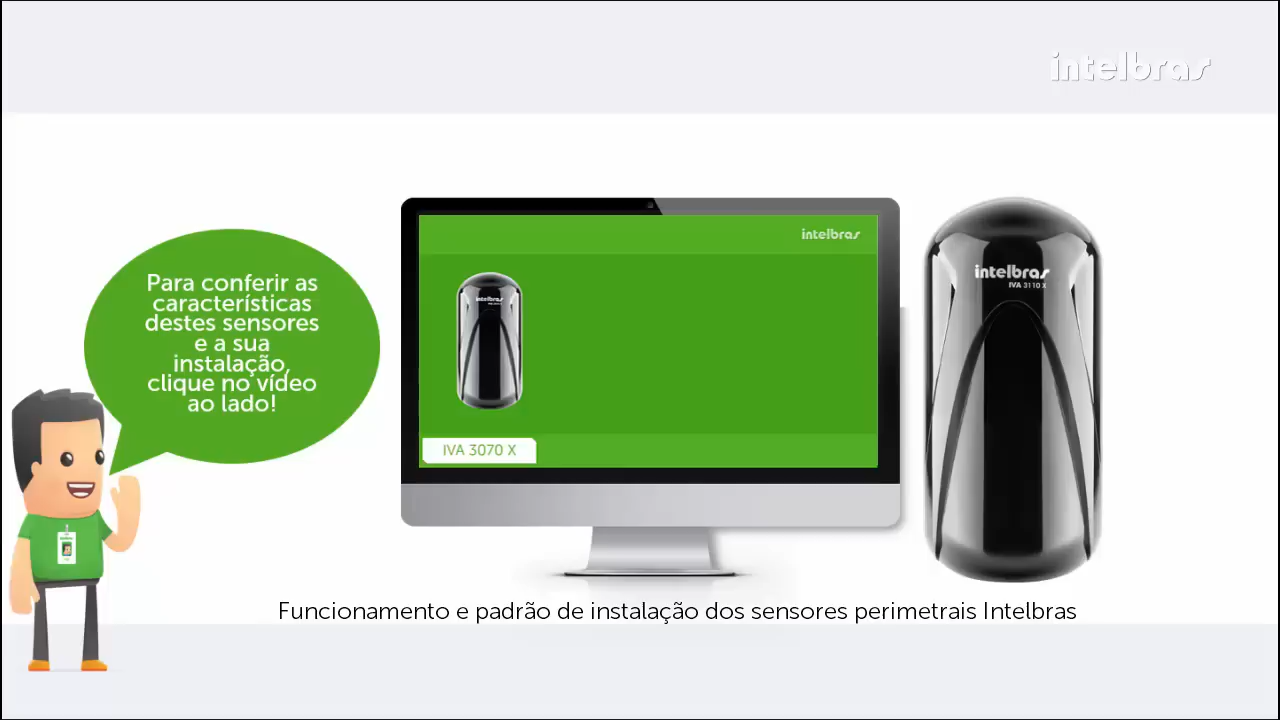 intelbras
Para conferir as
características
destes sensores
e a sua
instalação,
clique no vídeo
ao lado!
intelbras
intelbras
IVA 3070 X
intelbras
IVA 3110 X
Funcionamento e padrão de instalação dos sensores perimetrais Intelbras